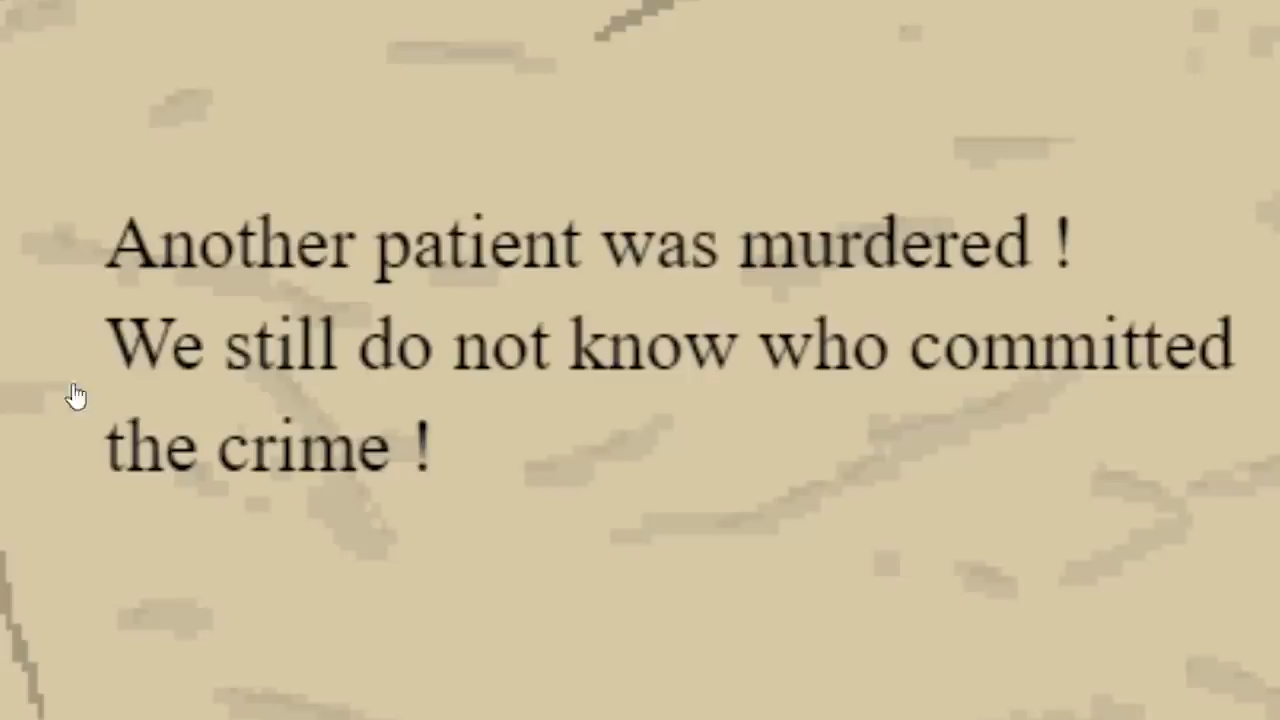 Another patient was murdered !
We still do not know who committed
the crime !